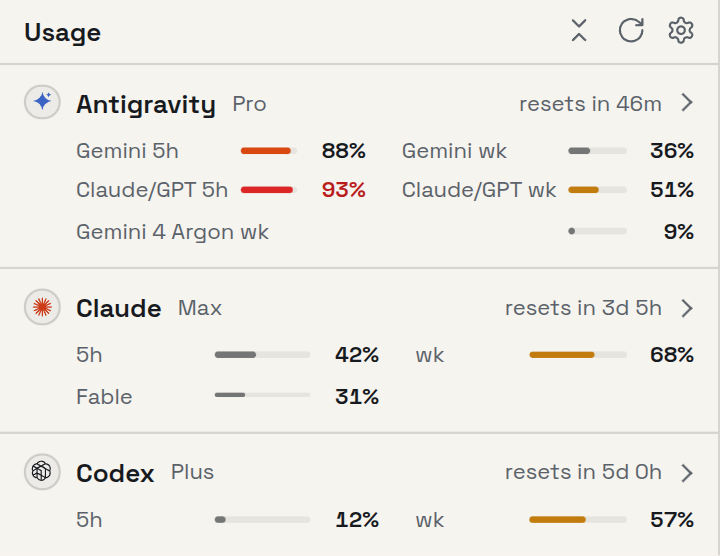 Usage
Antigravity Pro resets in 46m
Gemini 5h 88% Gemini wk 36%
Claude/GPT 5h 93% Claude/GPT wk 51%
Gemini 4 Argon wk 9%
Claude Max resets in 3d 5h
5h 42% wk 68%
Fable 31%
Codex Plus resets in 5d 0h
5h 12% wk 57%